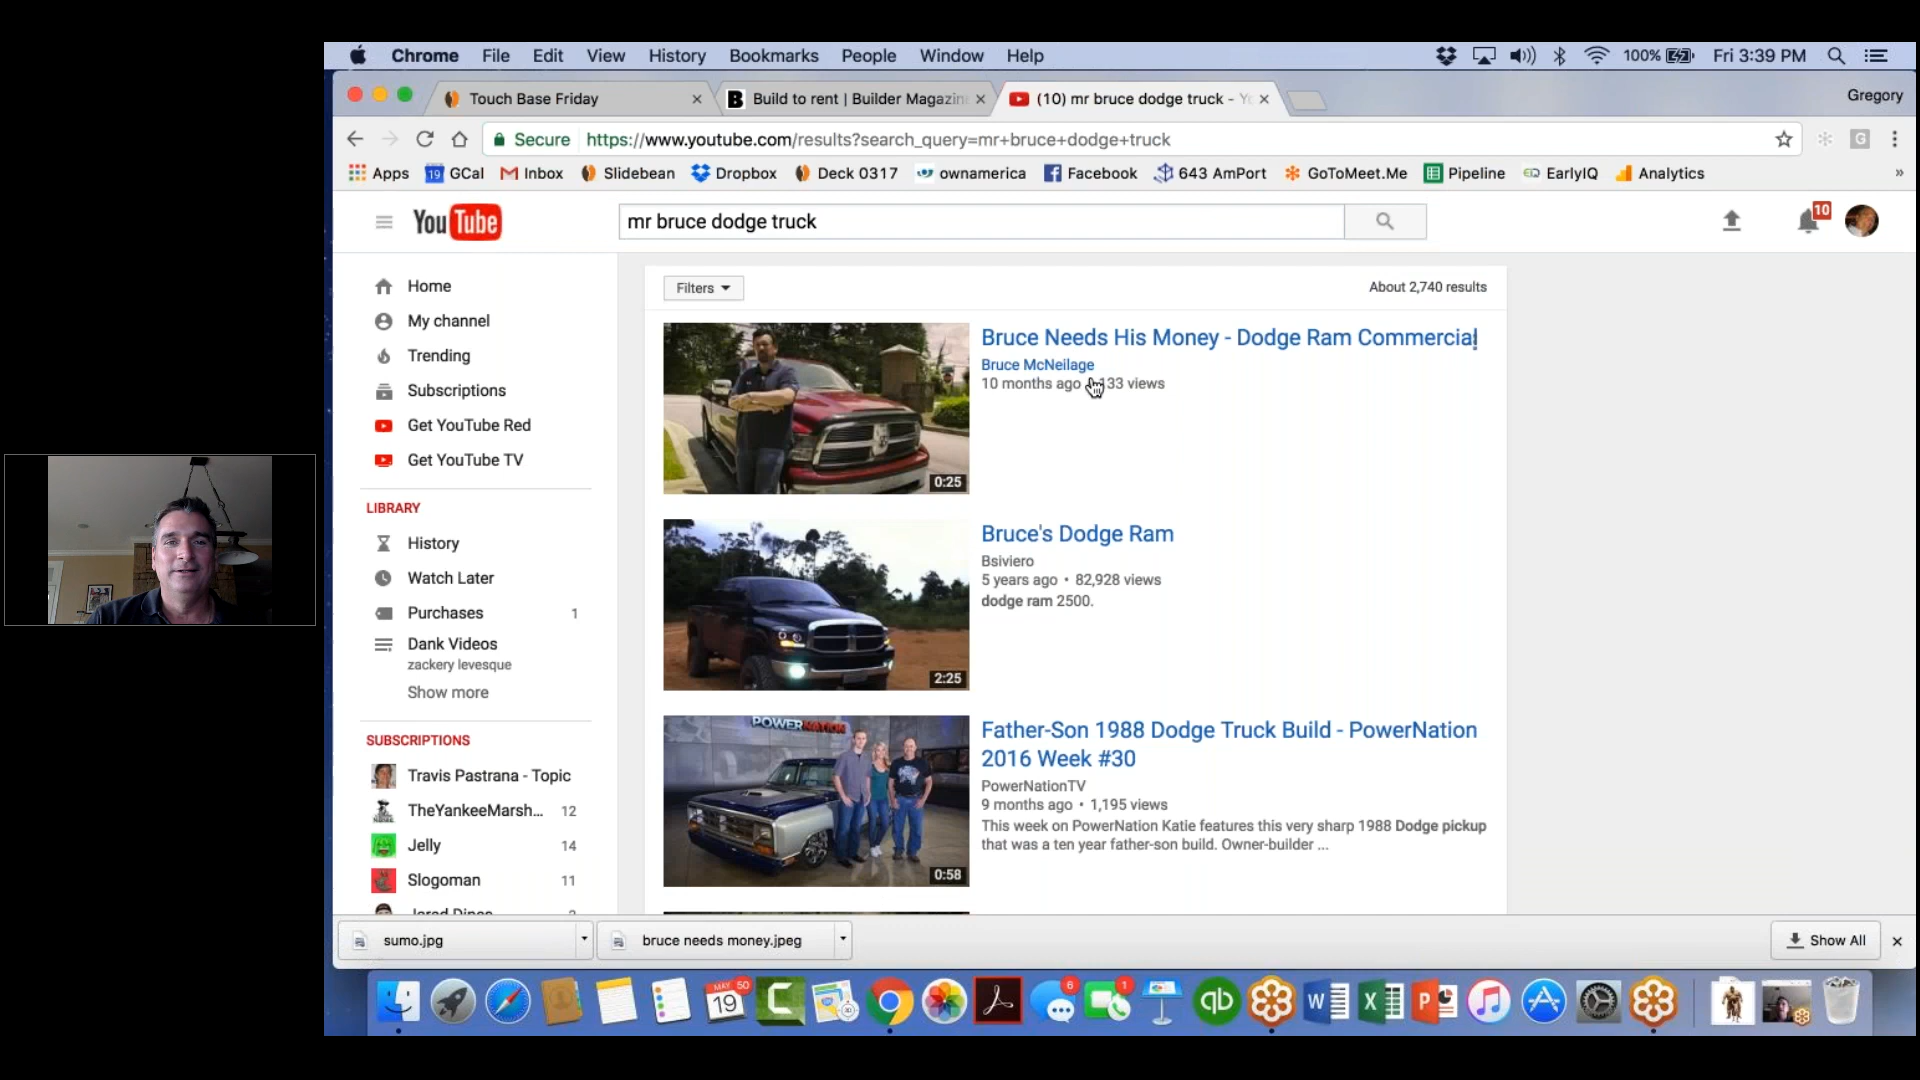 Chrome File Edit View History Bookmarks People Window Help 100% Fri 3:39 PM
Touch Base Friday Build to rent | Builder Magazin (10) mr bruce dodge truck - Gregory
Secure https://www.youtube.com/results?search_query=mr+bruce+dodge+truck
Apps GCal Inbox Slidebean Dropbox Deck 0317 ownamerica Facebook 643 AmPort GoToMeet.Me Pipeline EarlyIQ Analytics »
YouTube mr bruce dodge truck 10
Home
My channel
Trending
Subscriptions
Get YouTube Red
Get YouTube TV
LIBRARY
History
Watch Later
Purchases 1
Dank Videos
zackery levesque
Show more
SUBSCRIPTIONS
Travis Pastrana - Topic
TheYankeeMarsh... 12
Jelly 14
Slogoman 11
Filters About 2,740 results
Bruce Needs His Money - Dodge Ram Commercial
Bruce McNeilage
10 months ago 133 views
0:25
Bruce's Dodge Ram
Bsiviero
5 years ago • 82,928 views
dodge ram 2500.
2:25
POWERNATION
Father-Son 1988 Dodge Truck Build - PowerNation
2016 Week #30
PowerNationTV
9 months ago • 1,195 views
This week on PowerNation Katie features this very sharp 1988 Dodge pickup
that was a ten year father-son build. Owner-builder ...
0:58
sumo.jpg bruce needs money.jpeg Show All
MAY 19 50 6 1 qb W X P